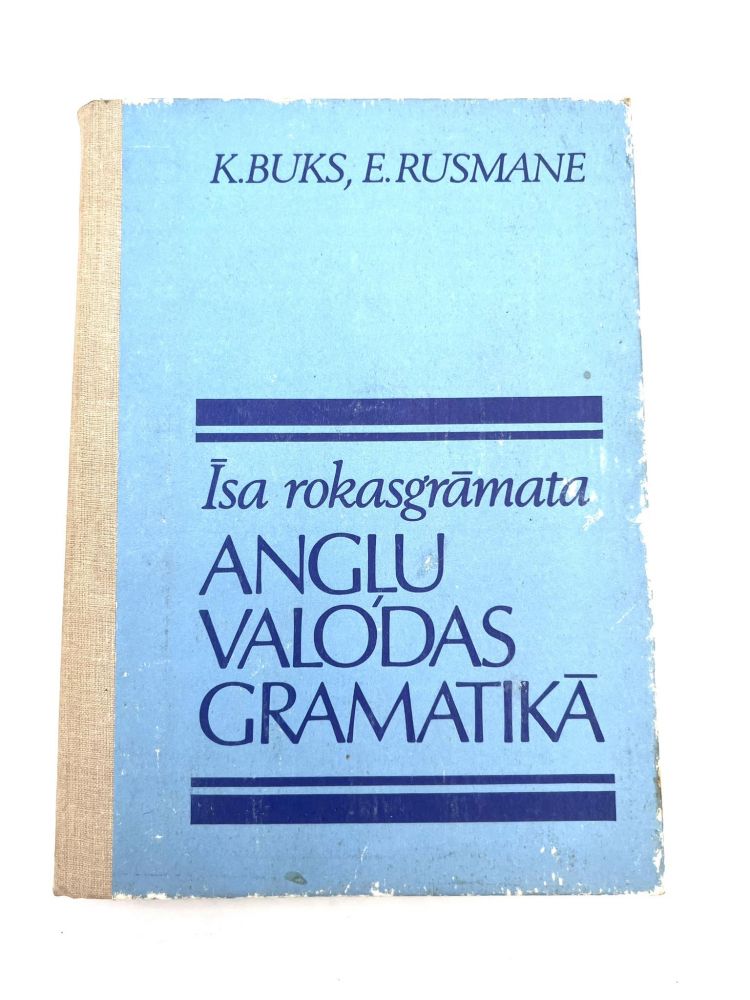 K.BUKS, E.RUSMANE
Īsa rokasgrāmata
ANGĻU
VALODAS
GRAMATIKĀ